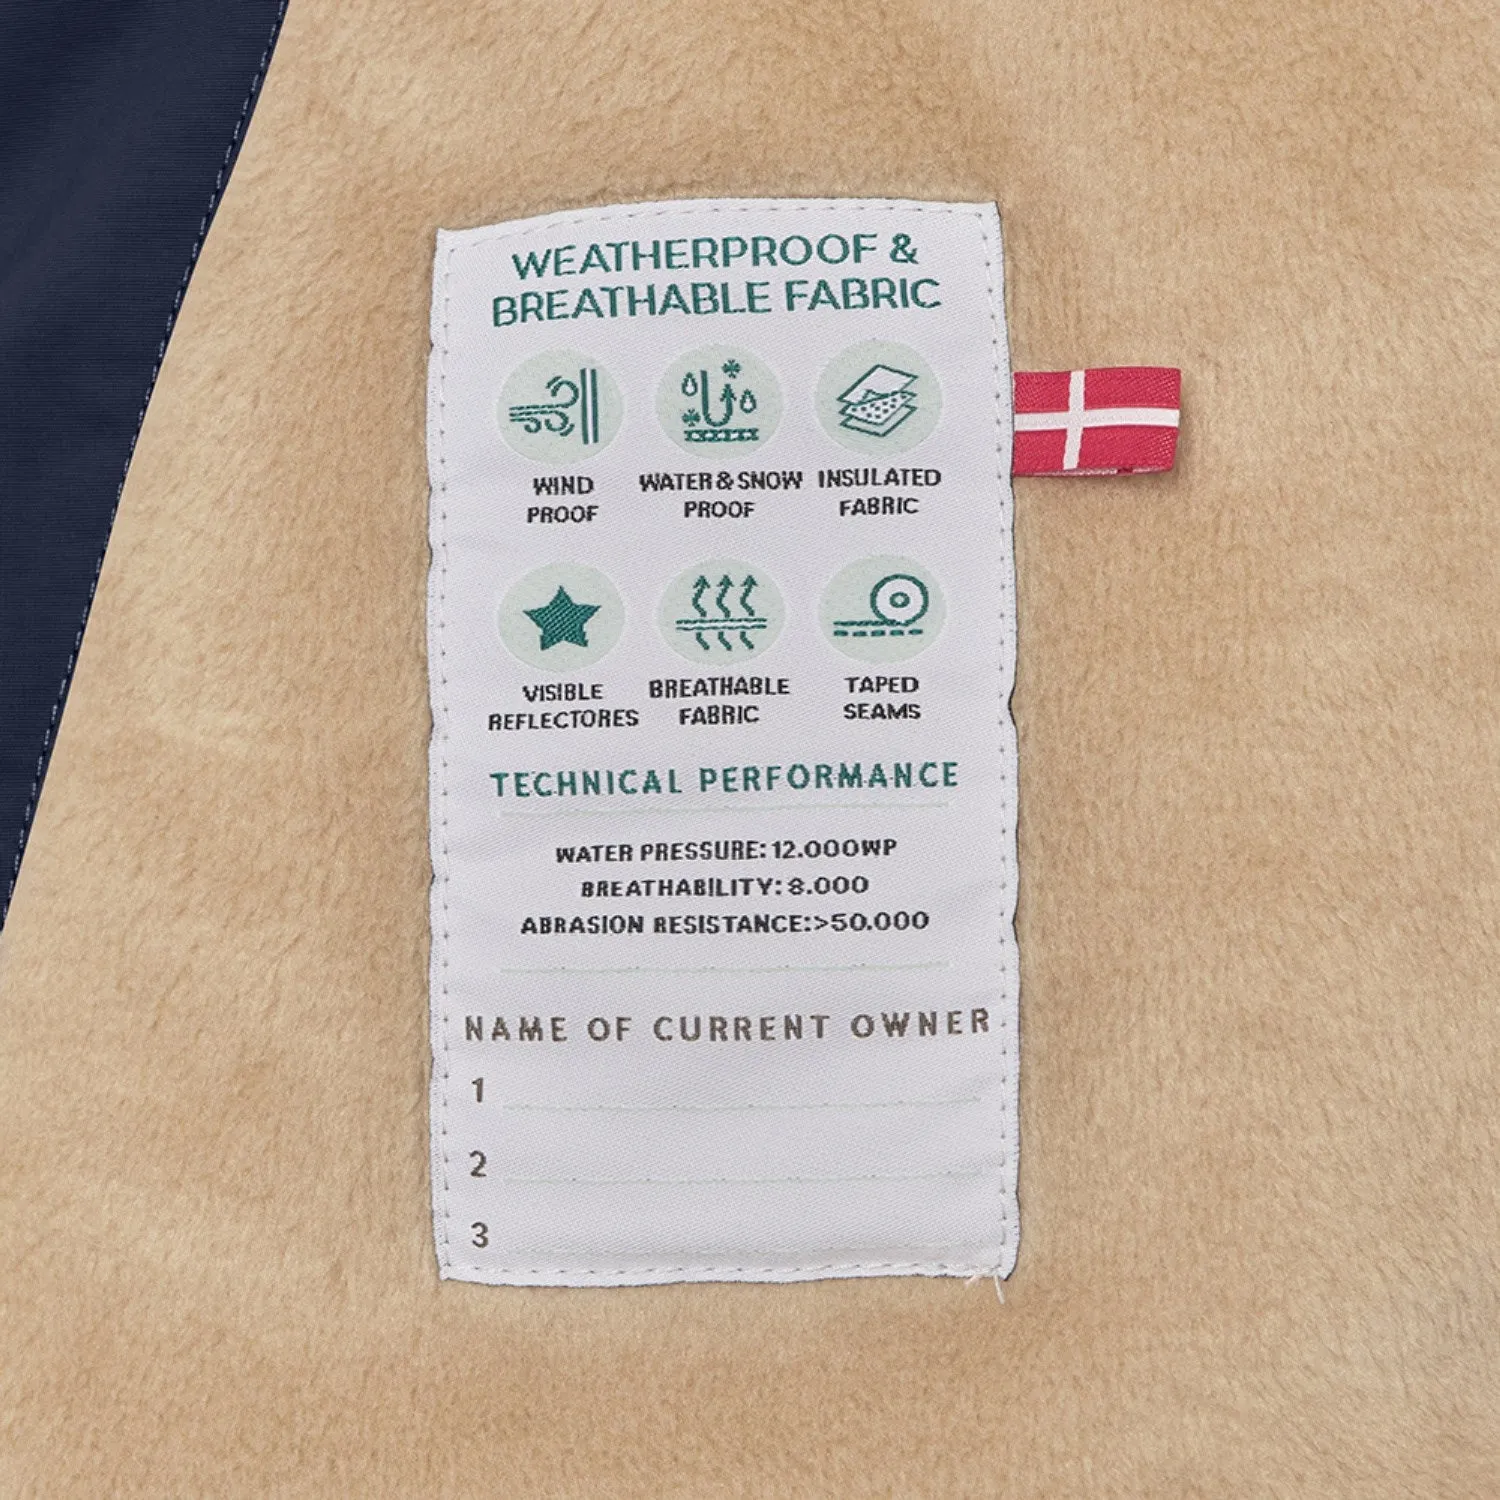 WEATHERPROOF &
BREATHABLE FABRIC
WIND
PROOF
WATER & SNOW
PROOF
INSULATED
FABRIC
VISIBLE
REFLECTORES
BREATHABLE
FABRIC
TAPED
SEAMS
TECHNICAL PERFORMANCE
WATER PRESSURE: 12.000WP
BREATHABILITY: 8.000
ABRASION RESISTANCE:>50.000
NAME OF CURRENT OWNER
1
2
3